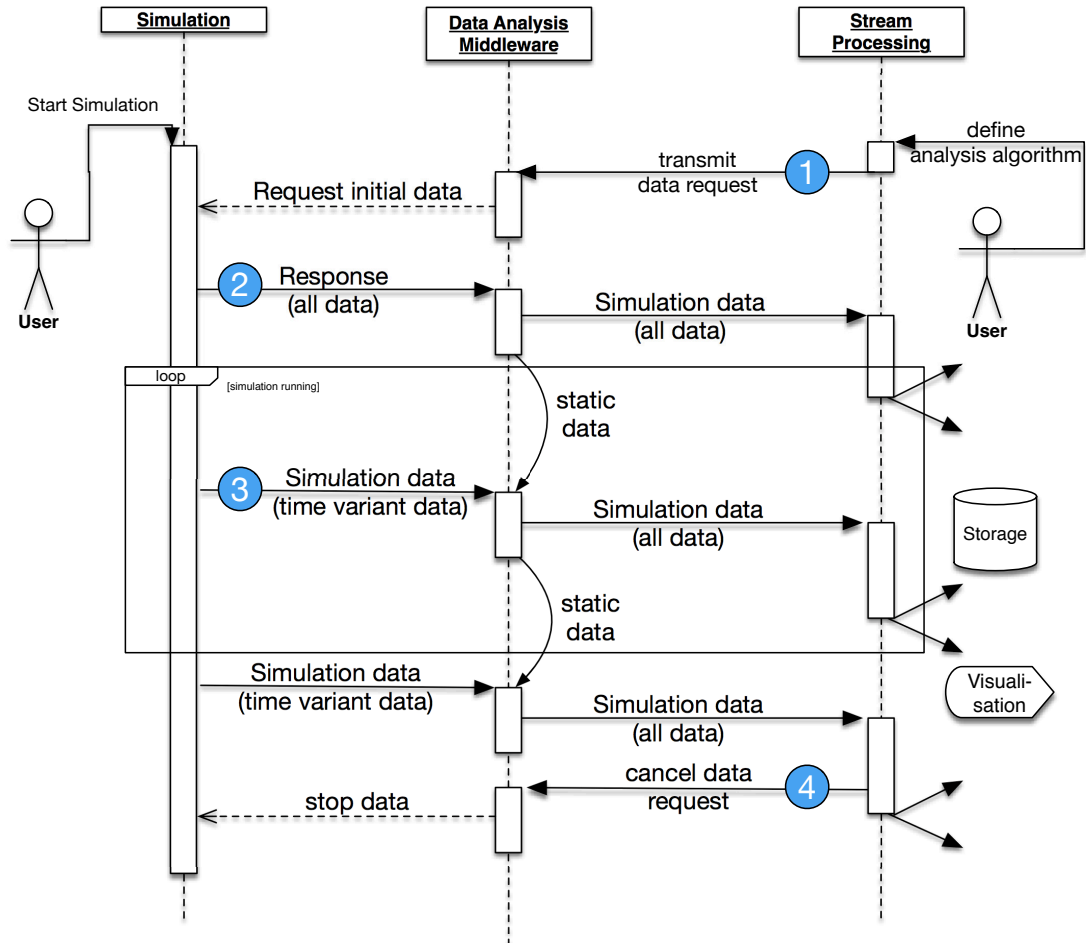 Simulation
Data Analysis
Middleware
Stream
Processing
Start Simulation
define
analysis algorithm
transmit
data request
1
Request initial data
User
User
2
Response
(all data)
Simulation data
(all data)
loop
[simulation running]
static
data
3
Simulation data
(time variant data)
Simulation data
(all data)
Storage
static
data
Simulation data
(time variant data)
Simulation data
(all data)
Visuali-
sation
cancel data
request
4
stop data